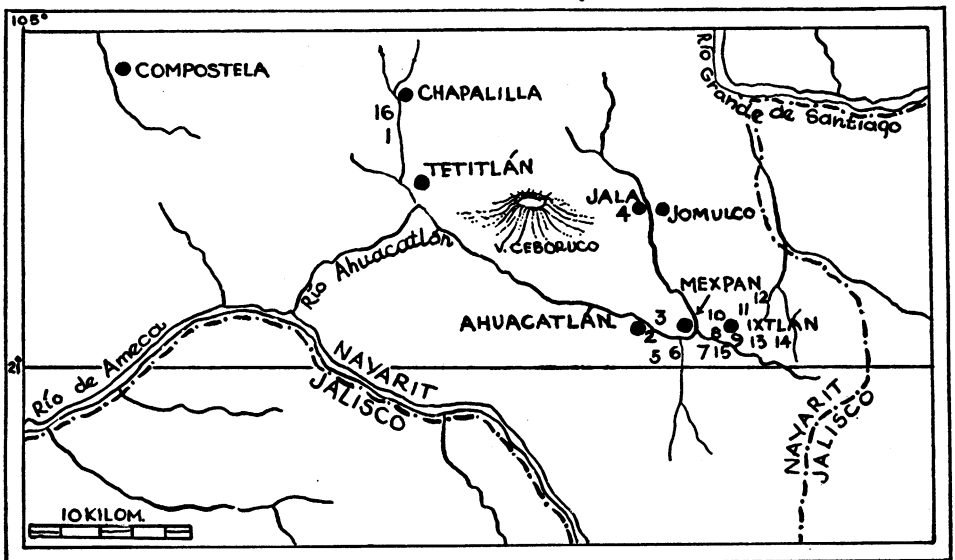 105°
COMPOSTELA
CHAPALILLA
16
1
TETITLÁN
RÍO Grande de Santiago
JALA
4
JOMULCO
V. CEBORUCO
Río Ahuacatlán
MEXPAN
AHUACATLÁN
2
3
5
6
7
15
8
9
10
11
12
IXTLÁN
13
14
Río de Ameca
21°
NAYARIT
JALISCO
NAYARIT
JALISCO
10 KILOM.